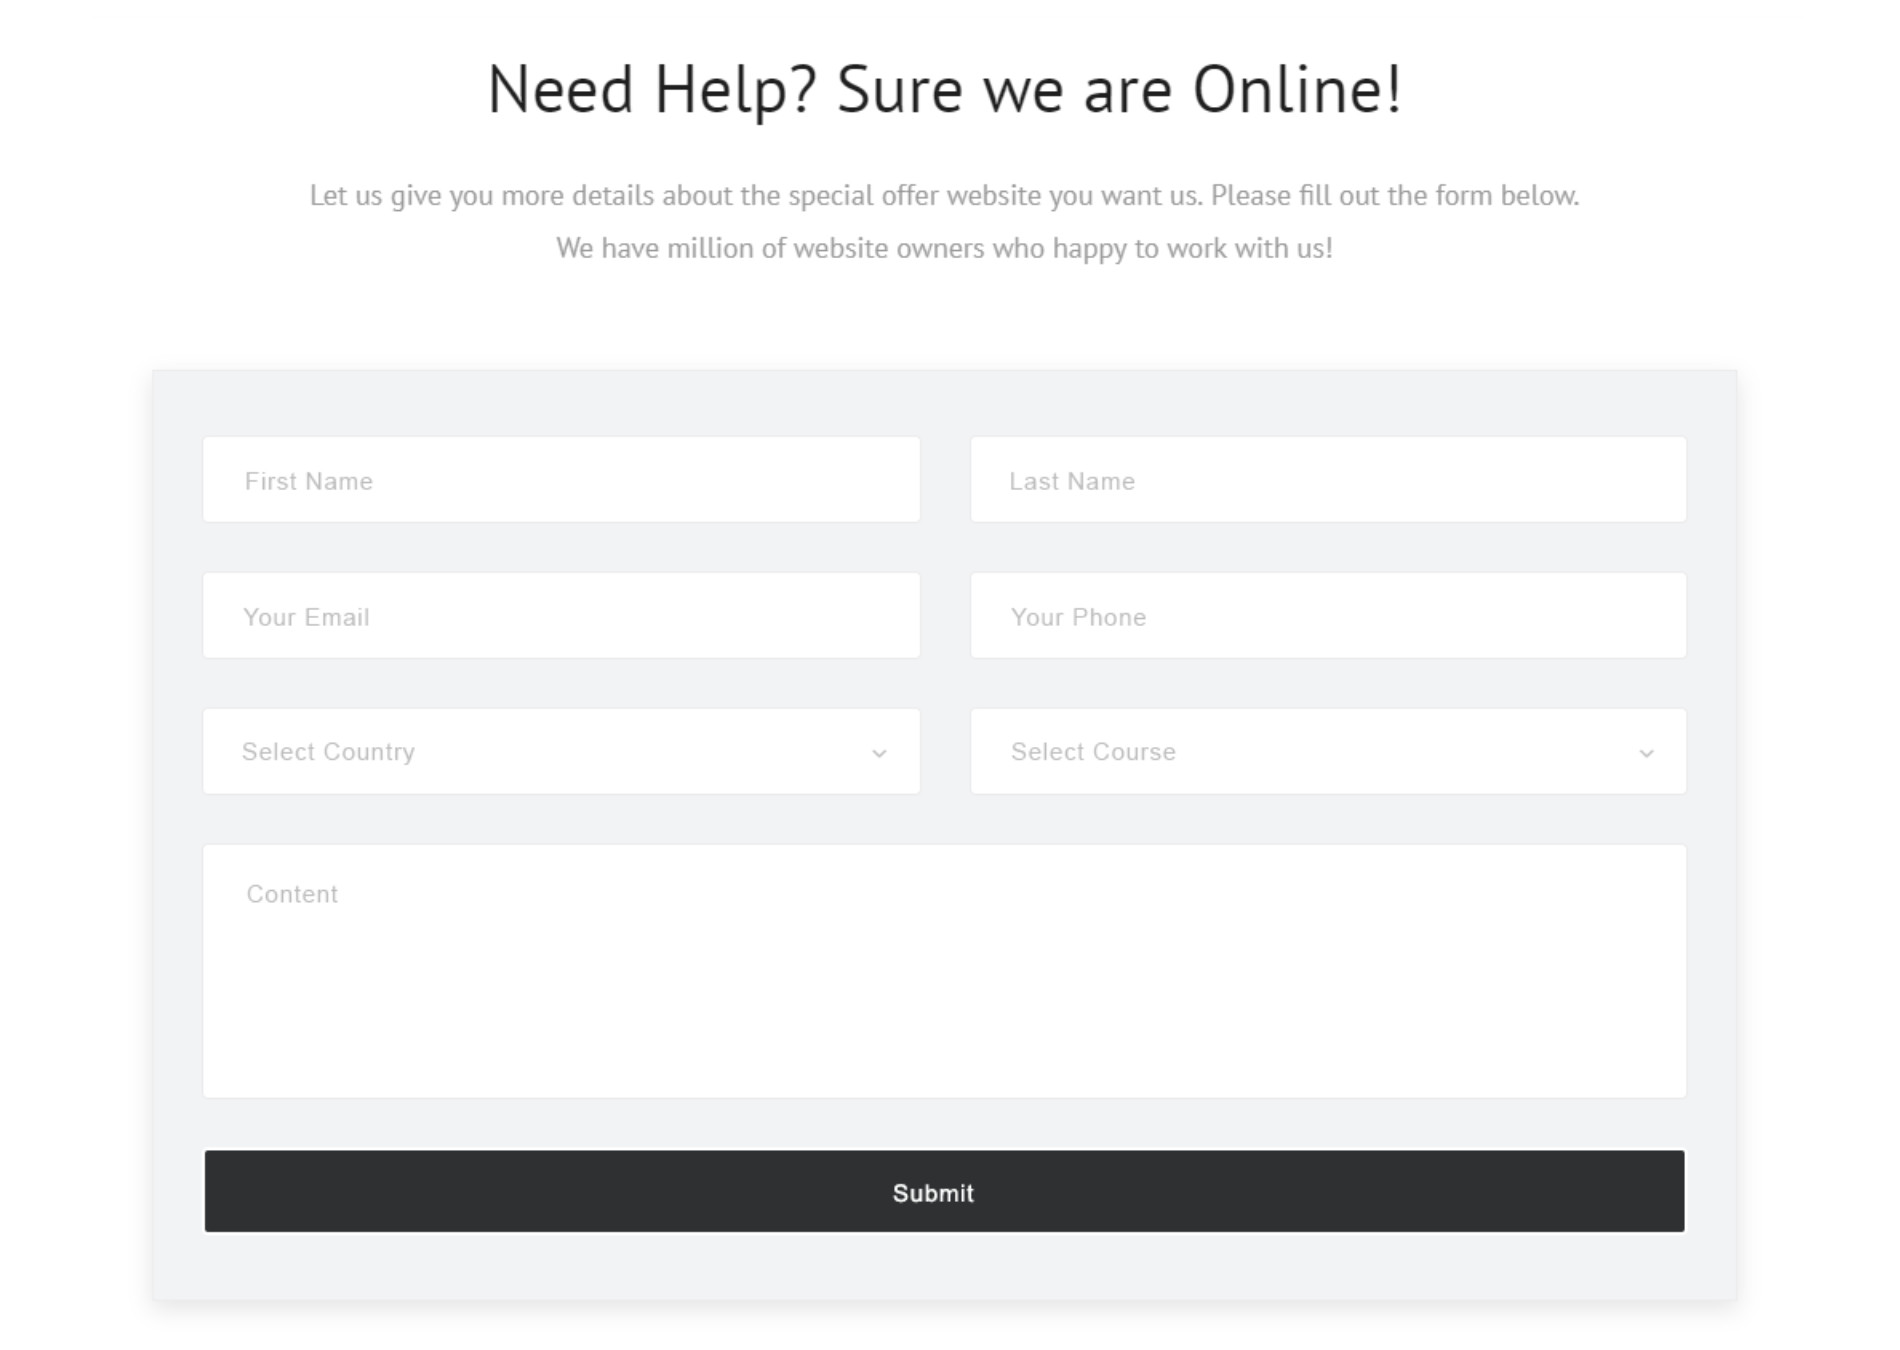 Need Help? Sure we are Online!
Let us give you more details about the special offer website you want us. Please fill out the form below.
We have million of website owners who happy to work with us!
First Name
Last Name
Your Email
Your Phone
Select Country
Select Course
Content
Submit